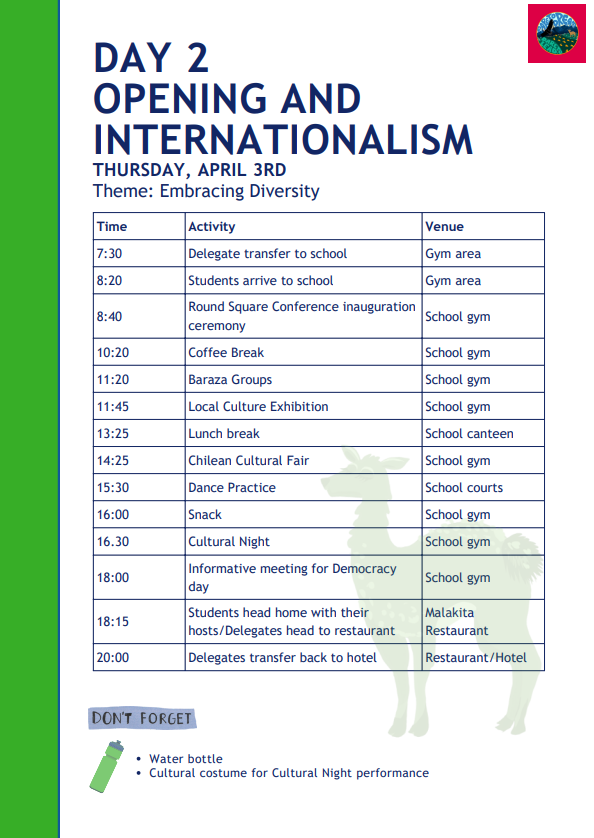 DAY 2
OPENING AND
INTERNATIONALISM
THURSDAY, APRIL 3RD
Theme: Embracing Diversity
Time Activity Venue
7:30 Delegate transfer to school Gym area
8:20 Students arrive to school Gym area
8:40 Round Square Conference inauguration
ceremony School gym
10:20 Coffee Break School gym
11:20 Baraza Groups School gym
11:45 Local Culture Exhibition School gym
13:25 Lunch break School canteen
14:25 Chilean Cultural Fair School gym
15:30 Dance Practice School courts
16:00 Snack School gym
16.30 Cultural Night School gym
18:00 Informative meeting for Democracy
day School gym
18:15 Students head home with their
hosts/Delegates head to restaurant Malakita
Restaurant
20:00 Delegates transfer back to hotel Restaurant/Hotel
DON'T FORGET
• Water bottle
• Cultural costume for Cultural Night performance